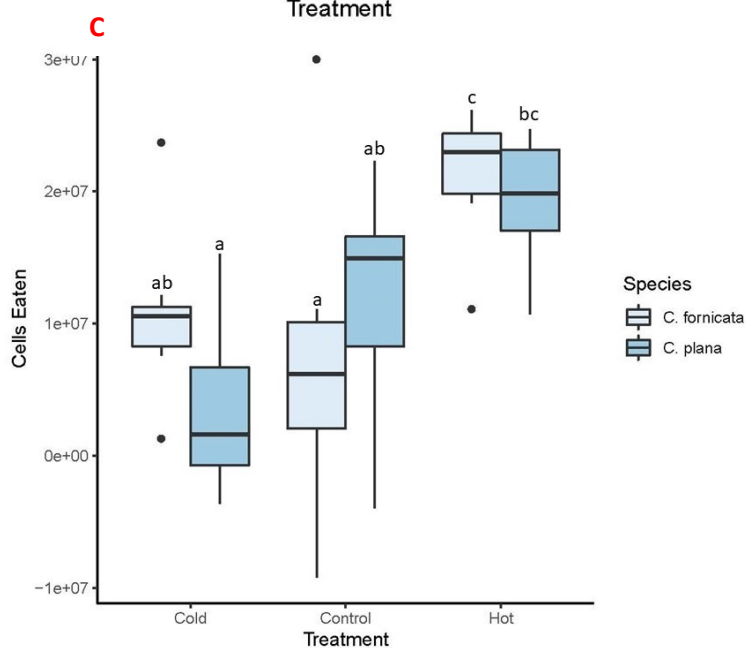 Treatment
C
3e+07
2e+07
1e+07
0e+00
−1e+07
Cells Eaten
ab
a
a
ab
c
bc
Species
C. fornicata
C. plana
Cold
Control
Hot
Treatment